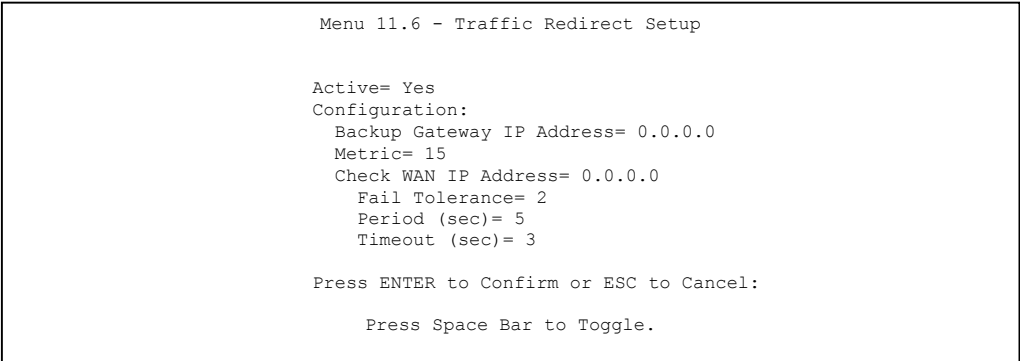 Menu 11.6 - Traffic Redirect Setup
Active= Yes
Configuration:
Backup Gateway IP Address= 0.0.0.0
Metric= 15
Check WAN IP Address= 0.0.0.0
Fail Tolerance= 2
Period (sec)= 5
Timeout (sec)= 3
Press ENTER to Confirm or ESC to Cancel:
Press Space Bar to Toggle.